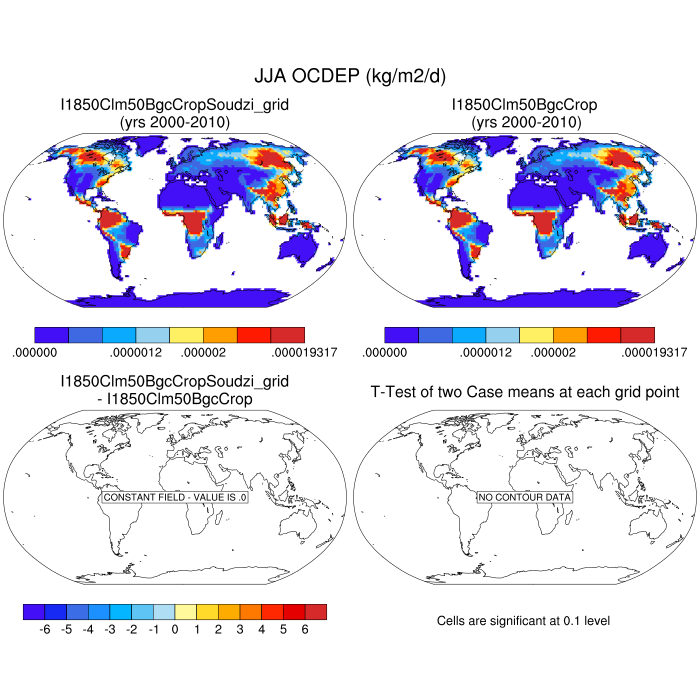 JJA OCDEP (kg/m2/d)
I1850Clm50BgcCropSoudzi_grid
(yrs 2000-2010)
I1850Clm50BgcCrop
(yrs 2000-2010)
.000000 .0000012 .000002 .000019317
.000000 .0000012 .000002 .000019317
I1850Clm50BgcCropSoudzi_grid
- I1850Clm50BgcCrop
T-Test of two Case means at each grid point
CONSTANT FIELD - VALUE IS .0
NO CONTOUR DATA
-6 -5 -4 -3 -2 -1 0 1 2 3 4 5 6
Cells are significant at 0.1 level